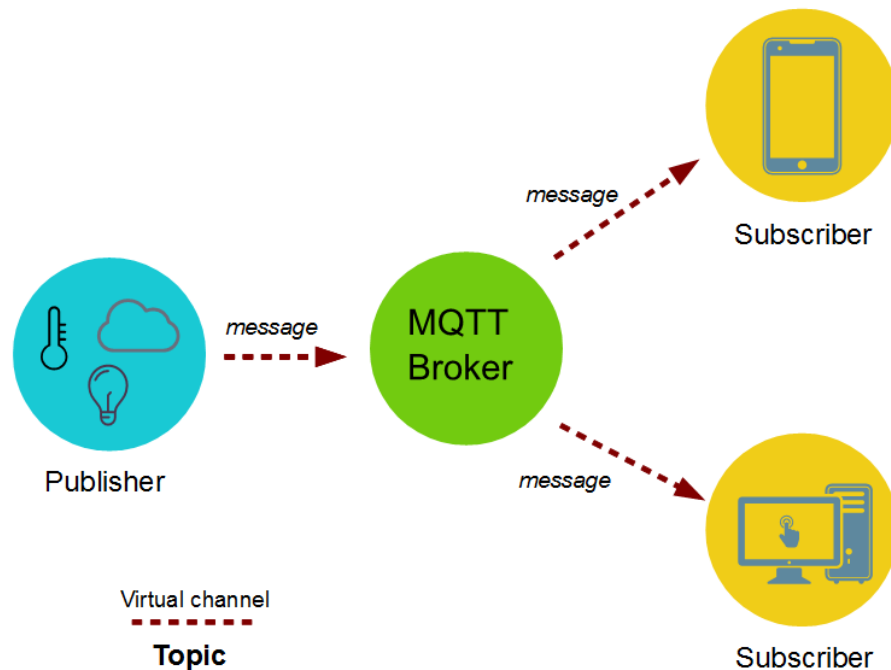 message
Subscriber
message
MQTT
Broker
Publisher
message
Virtual channel
Topic
Subscriber